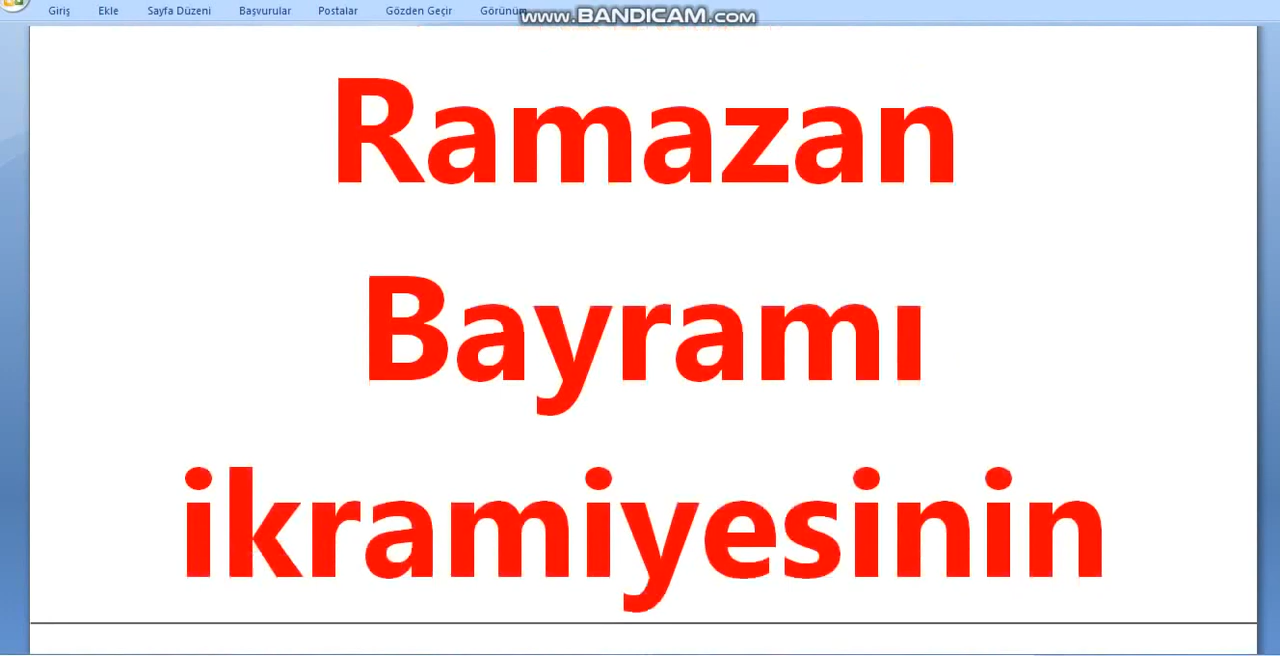 Giriş Ekle Sayfa Düzeni Başvurular Postalar Gözden Geçir Görünüm
www.BANDICAM.com
Ramazan
Bayramı
ikramiyesinin